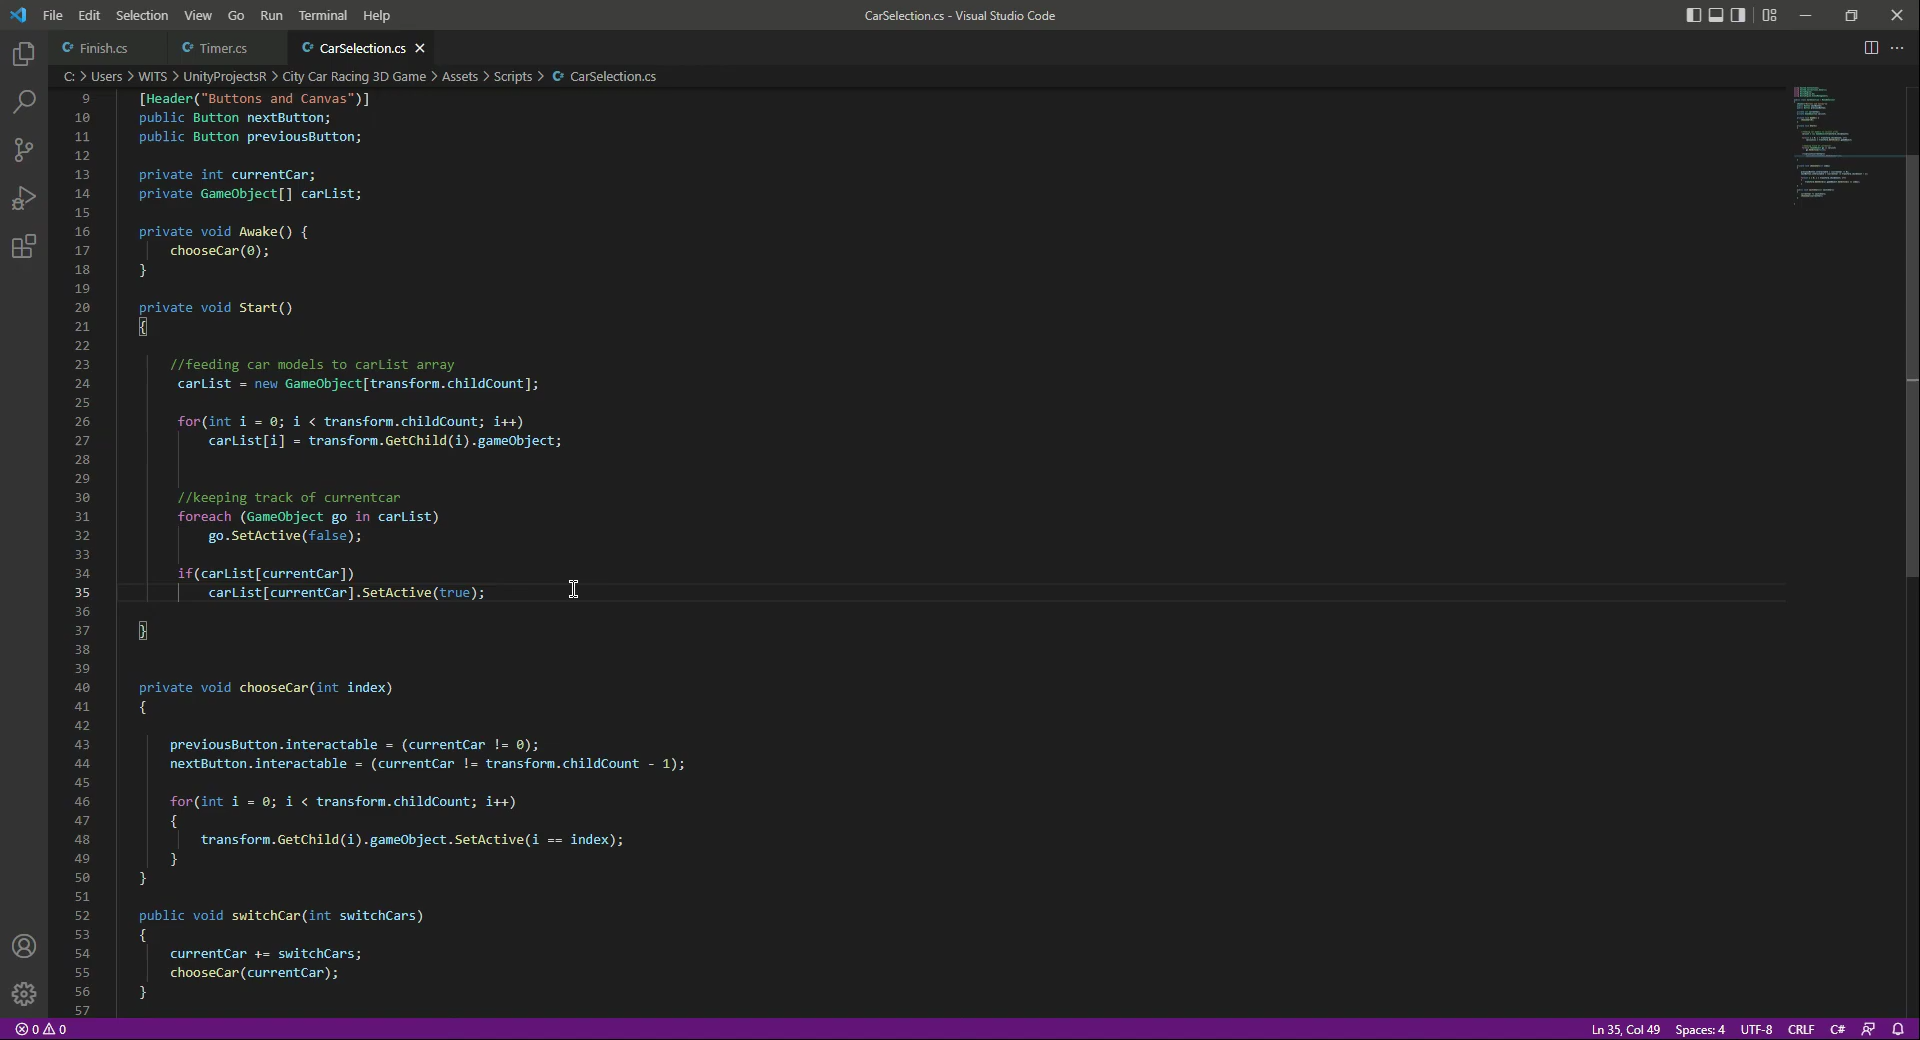 File Edit Selection View Go Run Terminal Help
CarSelection.cs - Visual Studio Code
Finish.cs
Timer.cs
CarSelection.cs
C: > Users > WITS > UnityProjectsR > City Car Racing 3D Game > Assets > Scripts > CarSelection.cs
9 [Header("Buttons and Canvas")]
10 public Button nextButton;
11 public Button previousButton;
12
13 private int currentCar;
14 private GameObject[] carList;
15
16 private void Awake() {
17 chooseCar(0);
18 }
19
20 private void Start()
21 {
22
23 //feeding car models to carList array
24 carList = new GameObject[transform.childCount];
25
26 for(int i = 0; i < transform.childCount; i++)
27 carList[i] = transform.GetChild(i).gameObject;
28
29
30 //keeping track of currentcar
31 foreach (GameObject go in carList)
32 go.SetActive(false);
33
34 if(carList[currentCar])
35 carList[currentCar].SetActive(true);
36
37 }
38
39
40 private void chooseCar(int index)
41 {
42
43 previousButton.interactable = (currentCar != 0);
44 nextButton.interactable = (currentCar != transform.childCount - 1);
45
46 for(int i = 0; i < transform.childCount; i++)
47 {
48 transform.GetChild(i).gameObject.SetActive(i == index);
49 }
50 }
51
52 public void switchCar(int switchCars)
53 {
54 currentCar += switchCars;
55 chooseCar(currentCar);
56 }
57
0 0
Ln 35, Col 49 Spaces: 4 UTF-8 CRLF C#